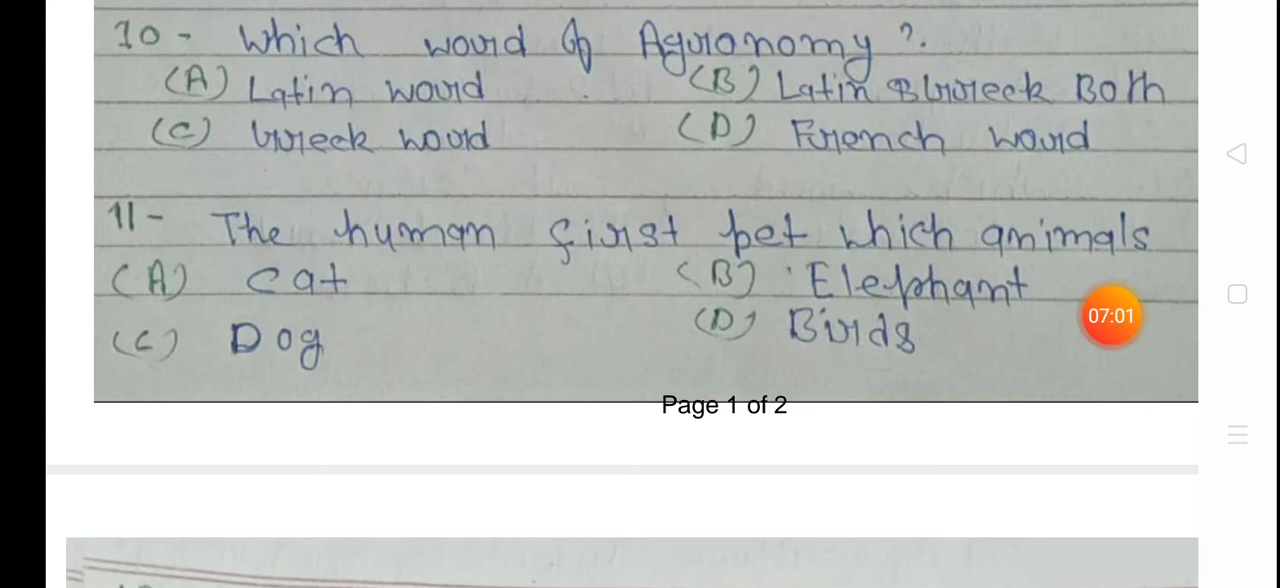 10 - Which word of Agronomy ?.
(A) Latin word (B) Latin & Greek Both
(C) Greek word (D) French word
11 - The human first pet which animals
(A) Cat (B) Elephant
(C) Dog (D) Birds
07:01
Page 1 of 2